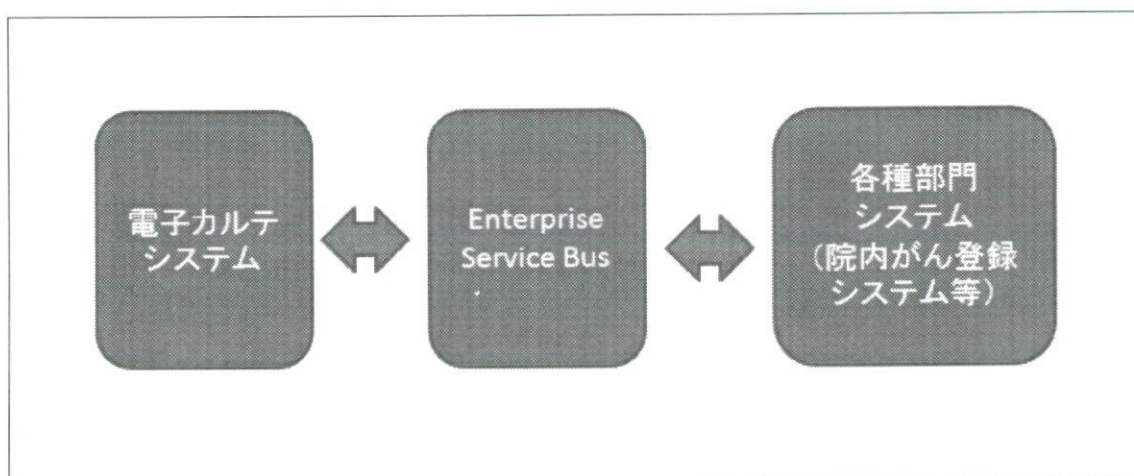 電子カルテ
システム
Enterprise
Service Bus
各種部門
システム
（院内がん登録
システム等）